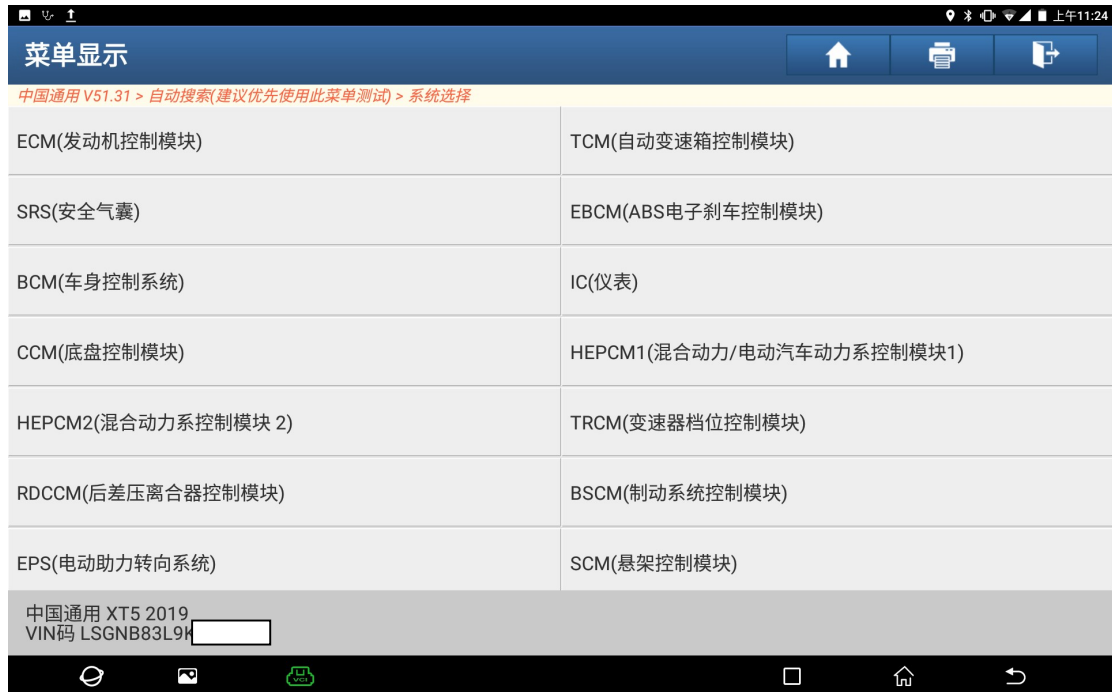 上午11:24
菜单显示
中国通用 V51.31 > 自动搜索(建议优先使用此菜单测试) > 系统选择
ECM(发动机控制模块)
TCM(自动变速箱控制模块)
SRS(安全气囊)
EBCM(ABS电子刹车控制模块)
BCM(车身控制系统)
IC(仪表)
CCM(底盘控制模块)
HEPCM1(混合动力/电动汽车动力系控制模块1)
HEPCM2(混合动力系控制模块 2)
TRCM(变速器档位控制模块)
RDCCM(后差压离合器控制模块)
BSCM(制动系统控制模块)
EPS(电动助力转向系统)
SCM(悬架控制模块)
中国通用 XT5 2019
VIN码 LSGNB83L9K
VCI